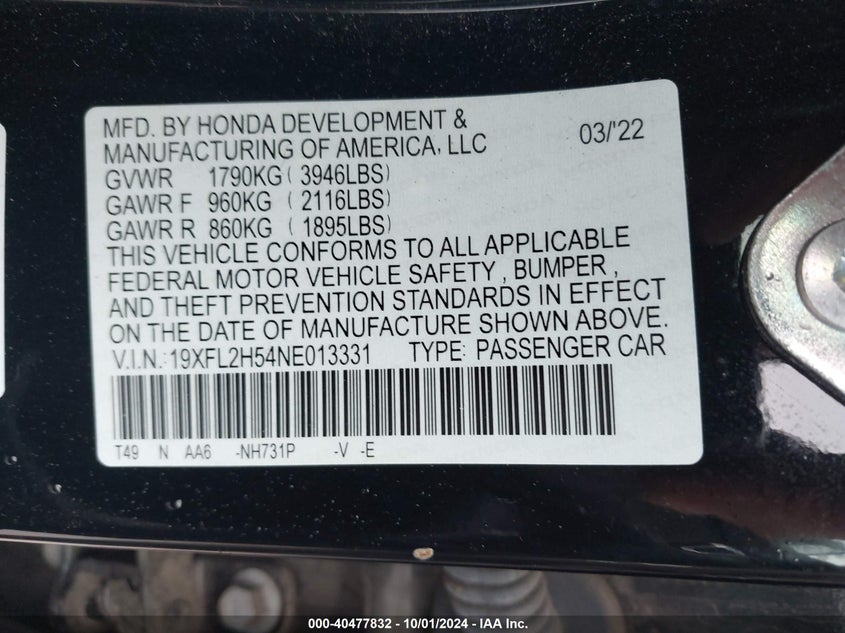 MFD. BY HONDA DEVELOPMENT &
MANUFACTURING OF AMERICA, LLC 03/'22
GVWR 1790KG ( 3946LBS)
GAWR F 960KG ( 2116LBS)
GAWR R 860KG ( 1895LBS)
THIS VEHICLE CONFORMS TO ALL APPLICABLE
FEDERAL MOTOR VEHICLE SAFETY , BUMPER ,
AND THEFT PREVENTION STANDARDS IN EFFECT
ON THE DATE OF MANUFACTURE SHOWN ABOVE.
V.I.N.:19XFL2H54NE013331 TYPE: PASSENGER CAR
T49 N AA6 -NH731P -V -E
000-40477832 - 10/01/2024 - IAA Inc.